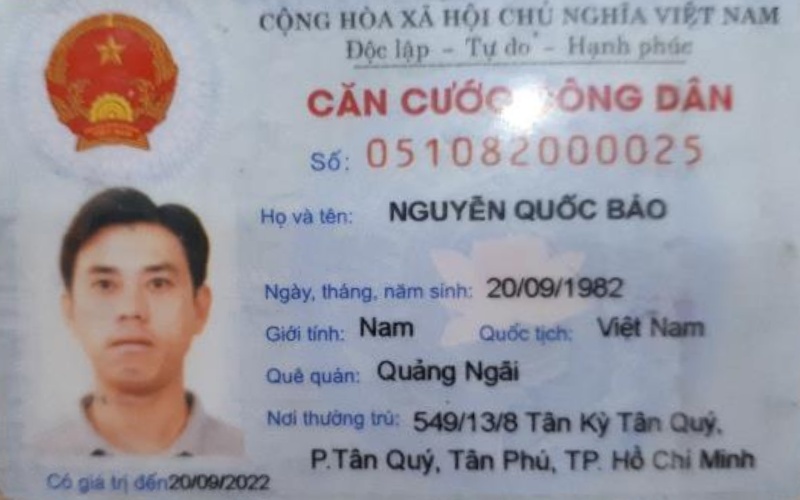 CỘNG HÒA XÃ HỘI CHỦ NGHĨA VIỆT NAM
Độc lập - Tự do - Hạnh phúc
CĂN CƯỚC CÔNG DÂN
Số: 051082000025
Họ và tên: NGUYỄN QUỐC BẢO
Ngày, tháng, năm sinh: 20/09/1982
Giới tính: Nam Quốc tịch: Việt Nam
Quê quán: Quảng Ngãi
Nơi thường trú: 549/13/8 Tân Kỳ Tân Quý,
P.Tân Quý, Tân Phú, TP. Hồ Chí Minh
Có giá trị đến 20/09/2022